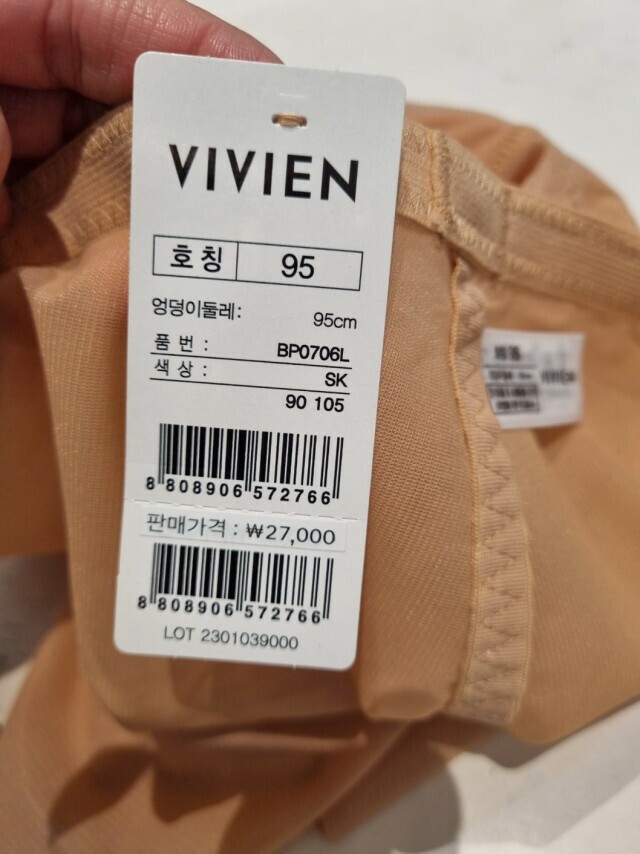 VIVIEN
호칭 95
엉덩이둘레: 95cm
품 번 : BP0706L
색 상 : SK
90 105
8 808906 572766
판매가격 : ₩27,000
8 808906 572766
LOT 2301039000
VIVIEN